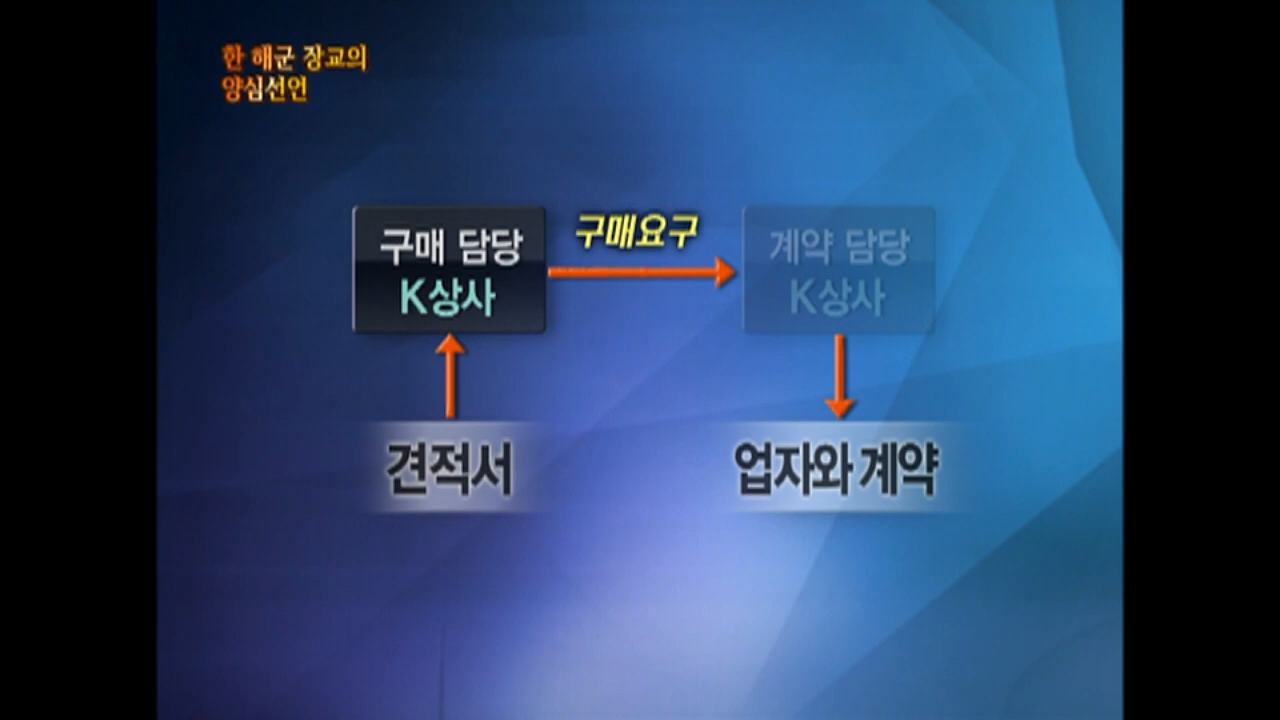 한 해군 장교의
양심선언
구매 담당
K상사
구매요구
계약 담당
K상사
견적서
업자와 계약